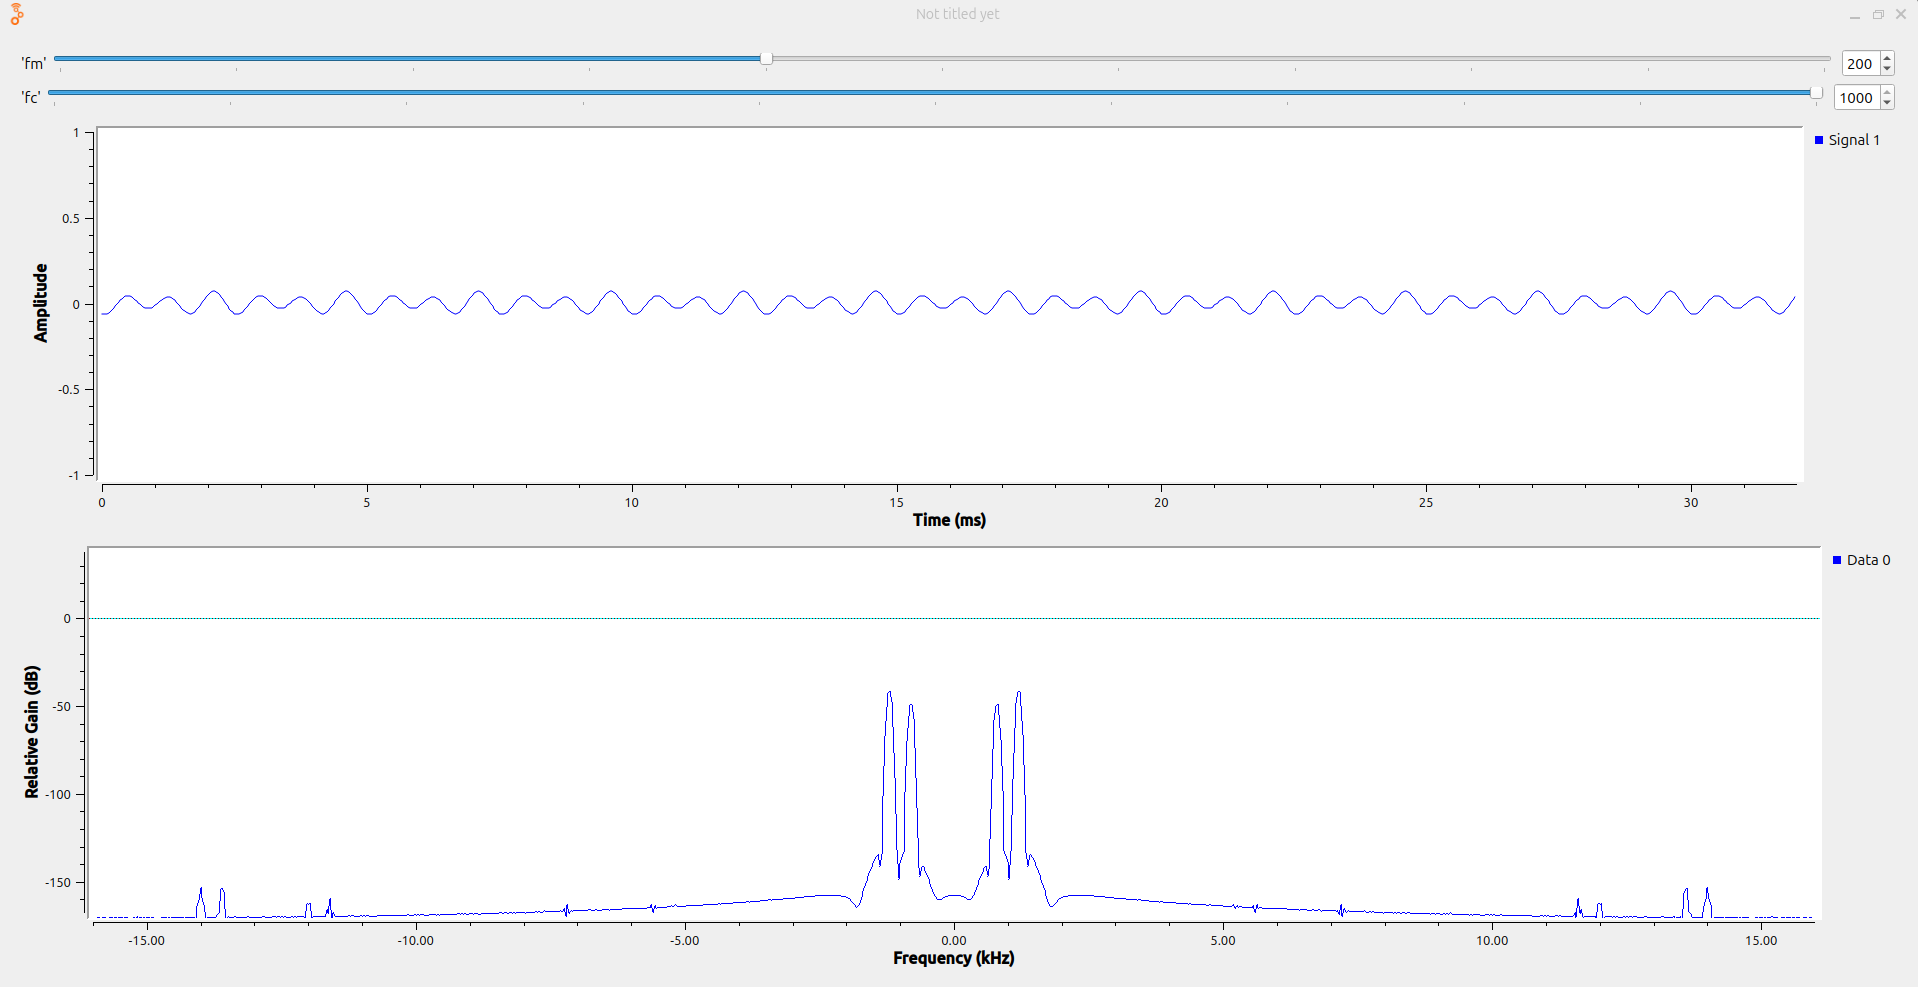 Not titled yet
'fm' 200
'fc' 1000
Signal 1
1
0.5
0
-0.5
-1
Amplitude
0 5 10 15 20 25 30
Time (ms)
Data 0
0
-50
-100
-150
Relative Gain (dB)
-15.00 -10.00 -5.00 0.00 5.00 10.00 15.00
Frequency (kHz)